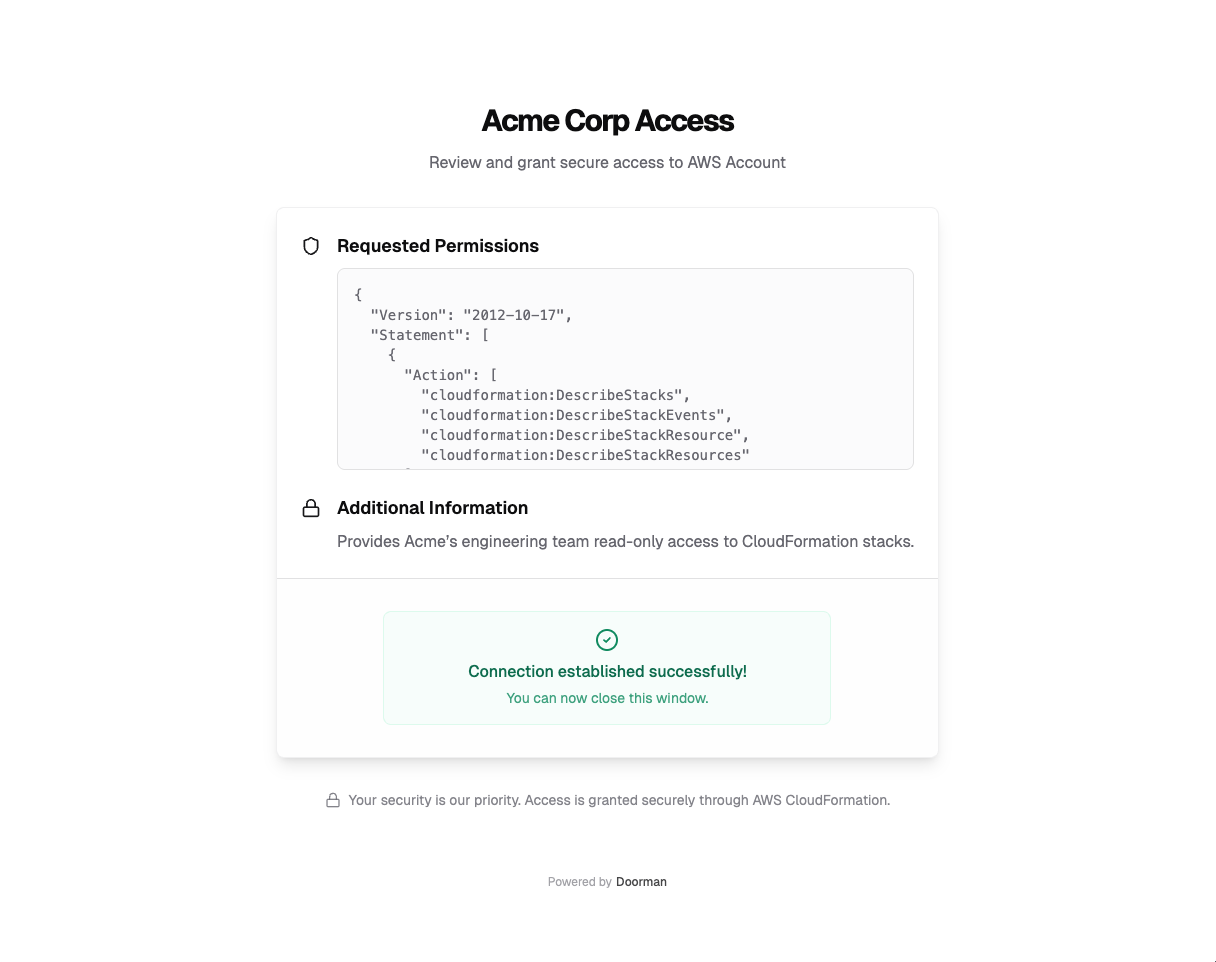 Acme Corp Access
Review and grant secure access to AWS Account
Requested Permissions
{
  "Version": "2012-10-17",
  "Statement": [
    {
      "Action": [
        "cloudformation:DescribeStacks",
        "cloudformation:DescribeStackEvents",
        "cloudformation:DescribeStackResource",
        "cloudformation:DescribeStackResources"
Additional Information
Provides Acme’s engineering team read-only access to CloudFormation stacks.
Connection established successfully!
You can now close this window.
Your security is our priority. Access is granted securely through AWS CloudFormation.
Powered by Doorman